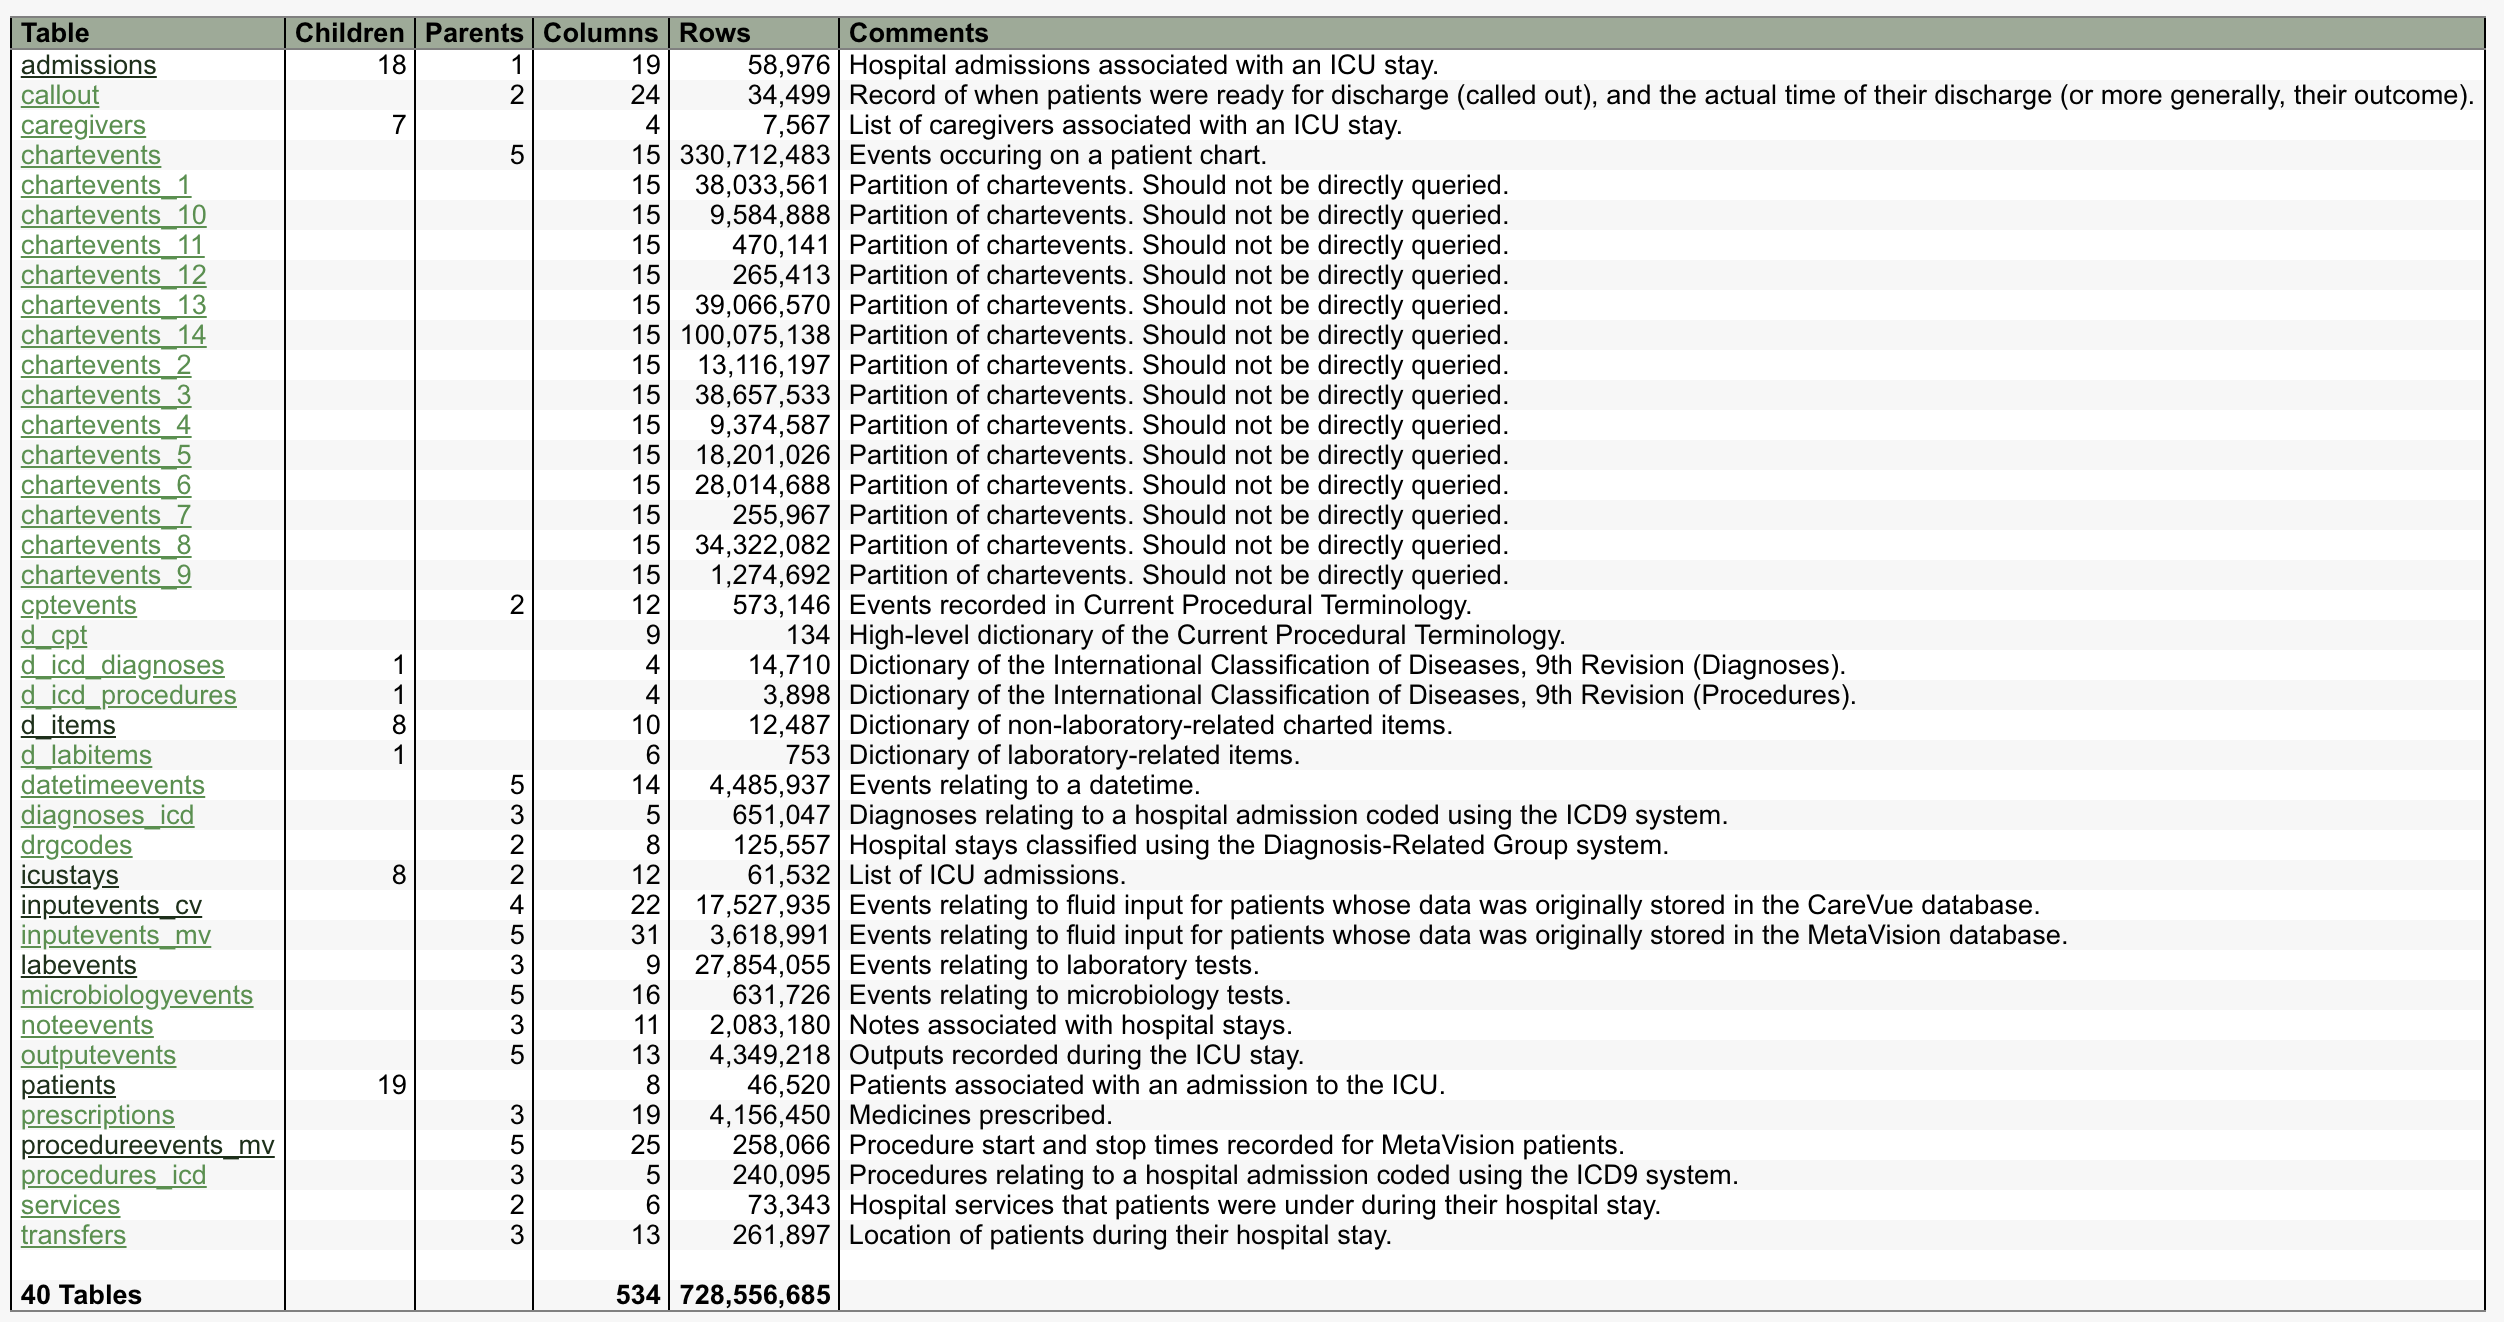 Table Children Parents Columns Rows Comments
admissions 18 1 19 58,976 Hospital admissions associated with an ICU stay.
callout 2 24 34,499 Record of when patients were ready for discharge (called out), and the actual time of their discharge (or more generally, their outcome).
caregivers 7 4 7,567 List of caregivers associated with an ICU stay.
chartevents 5 15 330,712,483 Events occuring on a patient chart.
chartevents_1 15 38,033,561 Partition of chartevents. Should not be directly queried.
chartevents_10 15 9,584,888 Partition of chartevents. Should not be directly queried.
chartevents_11 15 470,141 Partition of chartevents. Should not be directly queried.
chartevents_12 15 265,413 Partition of chartevents. Should not be directly queried.
chartevents_13 15 39,066,570 Partition of chartevents. Should not be directly queried.
chartevents_14 15 100,075,138 Partition of chartevents. Should not be directly queried.
chartevents_2 15 13,116,197 Partition of chartevents. Should not be directly queried.
chartevents_3 15 38,657,533 Partition of chartevents. Should not be directly queried.
chartevents_4 15 9,374,587 Partition of chartevents. Should not be directly queried.
chartevents_5 15 18,201,026 Partition of chartevents. Should not be directly queried.
chartevents_6 15 28,014,688 Partition of chartevents. Should not be directly queried.
chartevents_7 15 255,967 Partition of chartevents. Should not be directly queried.
chartevents_8 15 34,322,082 Partition of chartevents. Should not be directly queried.
chartevents_9 15 1,274,692 Partition of chartevents. Should not be directly queried.
cptevents 2 12 573,146 Events recorded in Current Procedural Terminology.
d_cpt 9 134 High-level dictionary of the Current Procedural Terminology.
d_icd_diagnoses 1 4 14,710 Dictionary of the International Classification of Diseases, 9th Revision (Diagnoses).
d_icd_procedures 1 4 3,898 Dictionary of the International Classification of Diseases, 9th Revision (Procedures).
d_items 8 10 12,487 Dictionary of non-laboratory-related charted items.
d_labitems 1 6 753 Dictionary of laboratory-related items.
datetimeevents 5 14 4,485,937 Events relating to a datetime.
diagnoses_icd 3 5 651,047 Diagnoses relating to a hospital admission coded using the ICD9 system.
drgcodes 2 8 125,557 Hospital stays classified using the Diagnosis-Related Group system.
icustays 8 2 12 61,532 List of ICU admissions.
inputevents_cv 4 22 17,527,935 Events relating to fluid input for patients whose data was originally stored in the CareVue database.
inputevents_mv 5 31 3,618,991 Events relating to fluid input for patients whose data was originally stored in the MetaVision database.
labevents 3 9 27,854,055 Events relating to laboratory tests.
microbiologyevents 5 16 631,726 Events relating to microbiology tests.
noteevents 3 11 2,083,180 Notes associated with hospital stays.
outputevents 5 13 4,349,218 Outputs recorded during the ICU stay.
patients 19 8 46,520 Patients associated with an admission to the ICU.
prescriptions 3 19 4,156,450 Medicines prescribed.
procedureevents_mv 5 25 258,066 Procedure start and stop times recorded for MetaVision patients.
procedures_icd 3 5 240,095 Procedures relating to a hospital admission coded using the ICD9 system.
services 2 6 73,343 Hospital services that patients were under during their hospital stay.
transfers 3 13 261,897 Location of patients during their hospital stay.
40 Tables 534 728,556,685